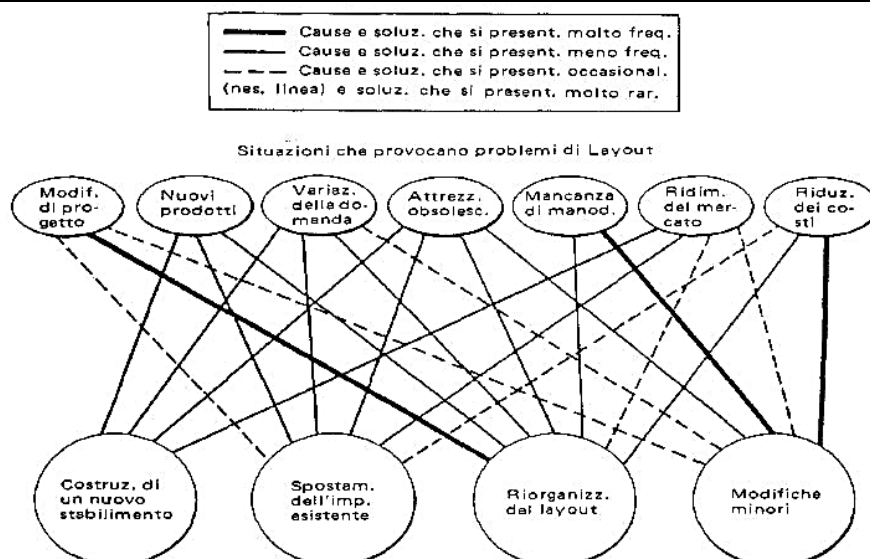 Cause e soluz. che si present. molto freq.
Cause e soluz. che si present. meno freq.
Cause e soluz. che si present. occasional.
(nes. linea) e soluz. che si present. molto rar.
Situazioni che provocano problemi di Layout
Modif.
di pro-
getto
Nuovi
prodotti
Variaz.
della do-
manda
Attrezz.
obsolesc.
Mancanza
di manod.
Ridim.
del mer-
cato
Riduz.
dei co-
sti
Costruz. di
un nuovo
stabilimento
Spostam.
dell'imp.
esistente
Riorganizz.
del layout
Modifiche
minori